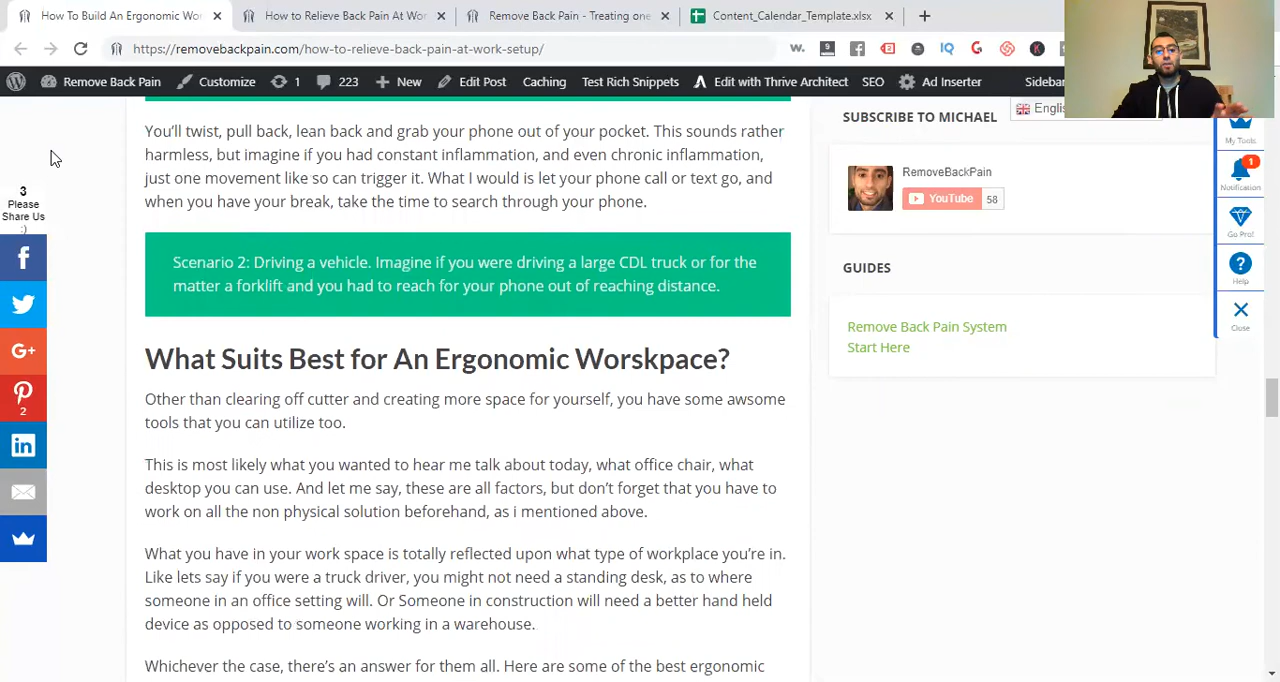 How To Build An Ergonomic Wo
How to Relieve Back Pain At Wor
Remove Back Pain - Treating one
Content_Calendar_Template.xlsx
https://removebackpain.com/how-to-relieve-back-pain-at-work-setup/
Remove Back Pain
Customize
1
223
New
Edit Post
Caching
Test Rich Snippets
Edit with Thrive Architect
SEO
Ad Inserter
Sidebar
You'll twist, pull back, lean back and grab your phone out of your pocket. This sounds rather
harmless, but imagine if you had constant inflammation, and even chronic inflammation,
just one movement like so can trigger it. What I would is let your phone call or text go, and
when you have your break, take the time to search through your phone.
Scenario 2: Driving a vehicle. Imagine if you were driving a large CDL truck or for the
matter a forklift and you had to reach for your phone out of reaching distance.
What Suits Best for An Ergonomic Worskpace?
Other than clearing off cutter and creating more space for yourself, you have some awsome
tools that you can utilize too.
This is most likely what you wanted to hear me talk about today, what office chair, what
desktop you can use. And let me say, these are all factors, but don't forget that you have to
work on all the non physical solution beforehand, as i mentioned above.
What you have in your work space is totally reflected upon what type of workplace you're in.
Like lets say if you were a truck driver, you might not need a standing desk, as to where
someone in an office setting will. Or Someone in construction will need a better hand held
device as opposed to someone working in a warehouse.
Whichever the case, there's an answer for them all. Here are some of the best ergonomic
3
Please
Share Us
:)
G+
2
in
SUBSCRIBE TO MICHAEL
Engli
RemoveBackPain
YouTube
58
GUIDES
Remove Back Pain System
Start Here
My Tools
1
Notification
Go Pro!
Help
Close